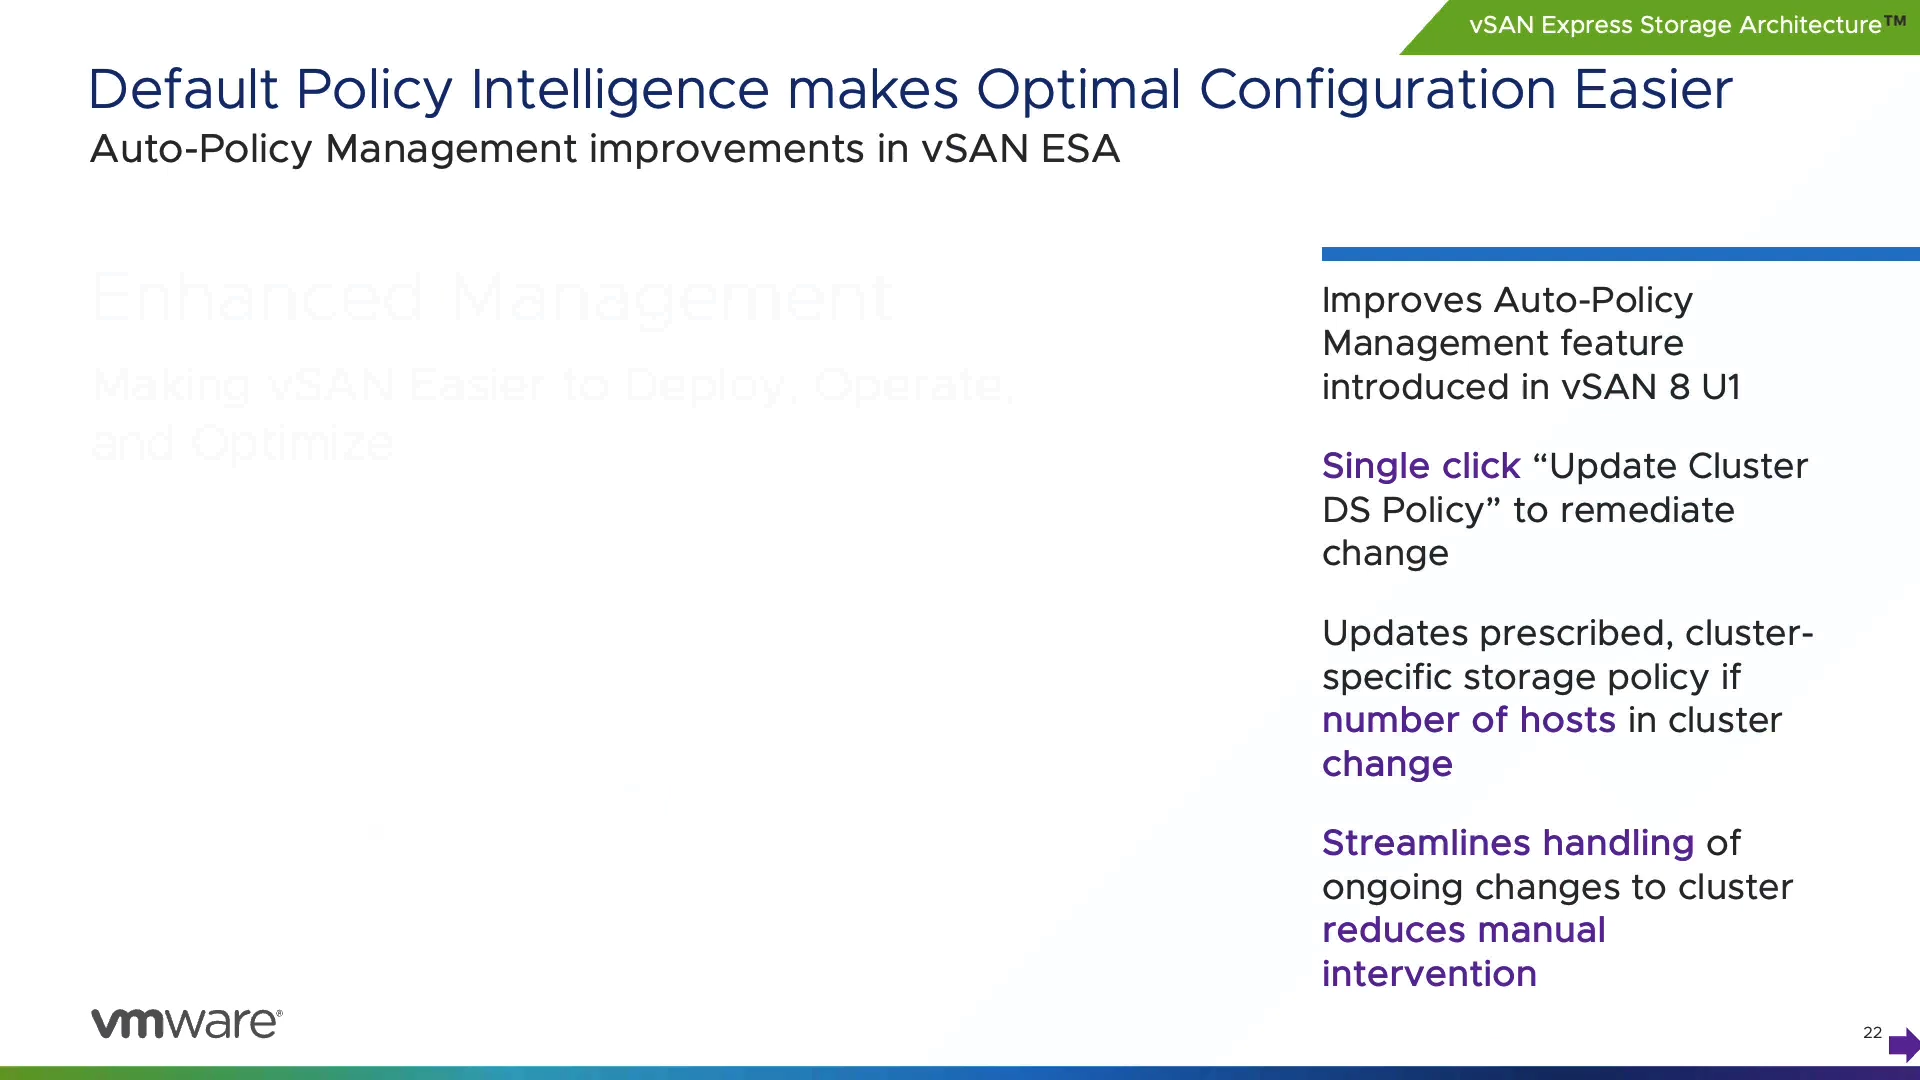 vSAN Express Storage Architecture™
Default Policy Intelligence makes Optimal Configuration Easier
Auto-Policy Management improvements in vSAN ESA
Enhanced Management
Making vSAN Easier to Deploy, Operate,
and Optimize
Improves Auto-Policy
Management feature
introduced in vSAN 8 U1
Single click “Update Cluster
DS Policy” to remediate
change
Updates prescribed, cluster-
specific storage policy if
number of hosts in cluster
change
Streamlines handling of
ongoing changes to cluster
reduces manual
intervention
vmware®
22